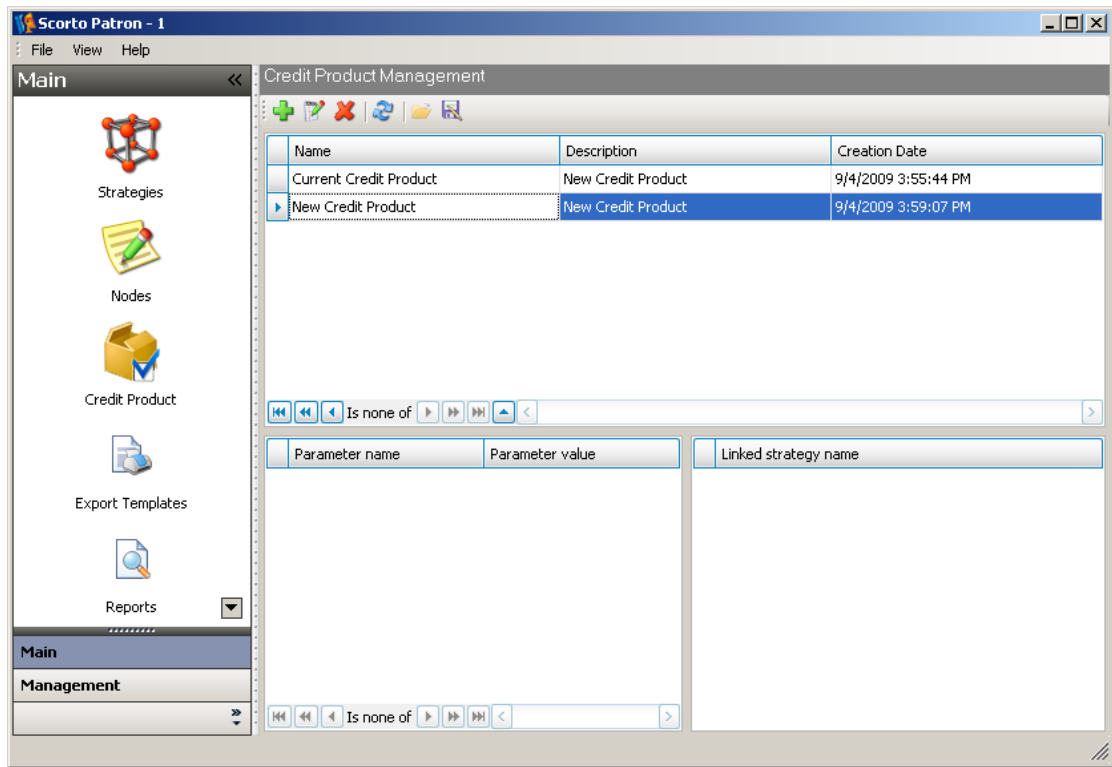 Scorto Patron - 1
File View Help
Main «
Credit Product Management
Strategies
Nodes
Credit Product
Export Templates
Reports
Main
Management
Name Description Creation Date
Current Credit Product New Credit Product 9/4/2009 3:55:44 PM
New Credit Product New Credit Product 9/4/2009 3:59:07 PM
Is none of
Parameter name Parameter value
Linked strategy name
Is none of